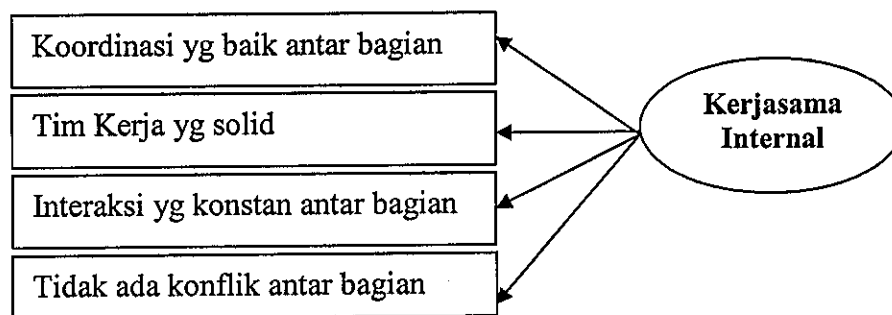 Koordinasi yg baik antar bagian
Tim Kerja yg solid
Interaksi yg konstan antar bagian
Tidak ada konflik antar bagian
Kerjasama
Internal